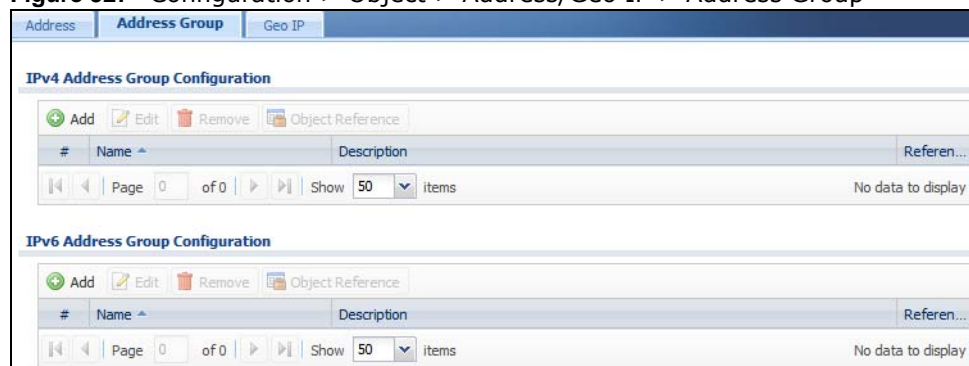 Configuration > Object > Address/Geo IP > Address Group
Address Address Group Geo IP
IPv4 Address Group Configuration
Add Edit Remove Object Reference
# Name Description Referen...
Page 0 of 0 Show 50 items No data to display
IPv6 Address Group Configuration
Add Edit Remove Object Reference
# Name Description Referen...
Page 0 of 0 Show 50 items No data to display